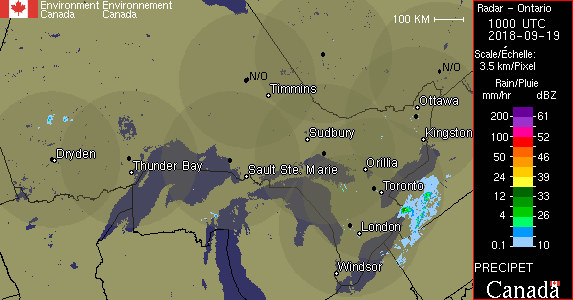 Environment Environnement
Canada Canada
100 KM
N/O
N/O
Timmins
Ottawa
Sudbury
Kingston
Dryden
Thunder Bay
Sault Ste. Marie
Orillia
Toronto
London
Windsor
Radar - Ontario
1000 UTC
2018-09-19
Scale/Échelle:
3.5 km/Pixel
Rain/Pluie
mm/hr dBZ
200 61
100 52
50 46
24 39
12 33
4 26
0.1 10
PRECIPET
Canada